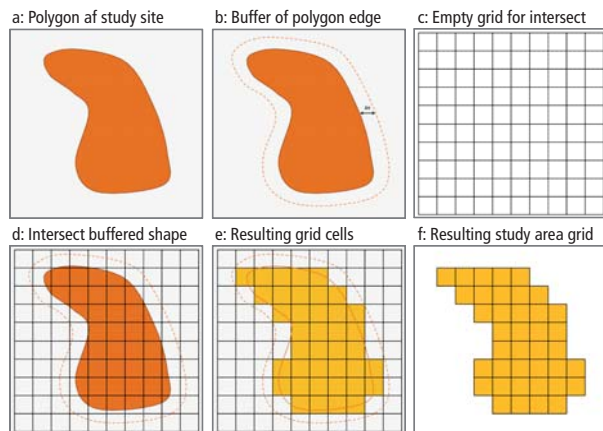 a: Polygon af study site
b: Buffer of polygon edge
c: Empty grid for intersect
d: Intersect buffered shape
e: Resulting grid cells
f: Resulting study area grid